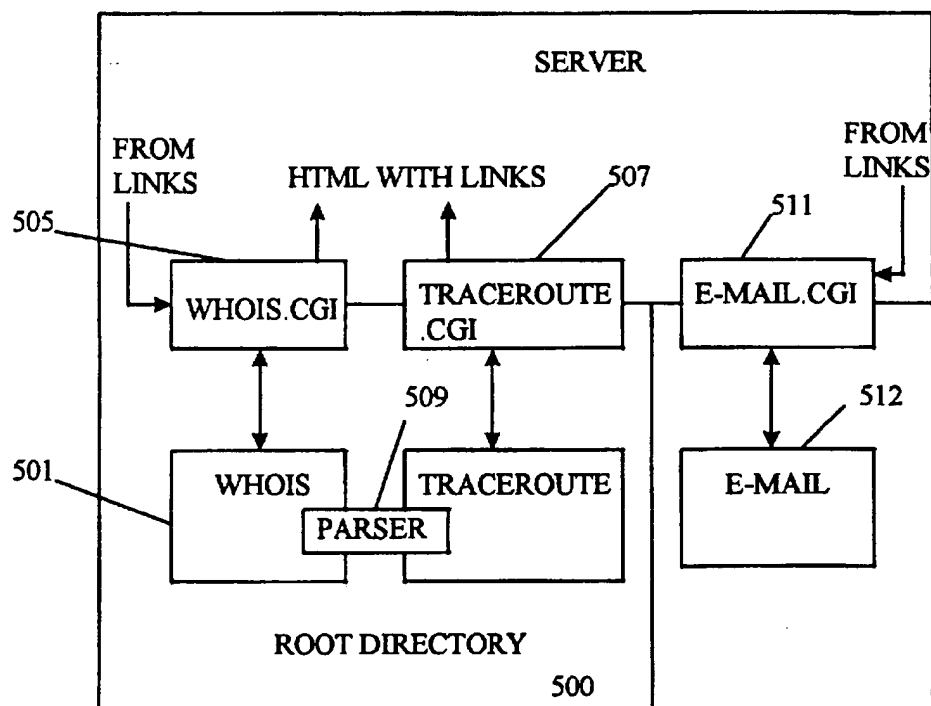 SERVER
FROM
LINKS
HTML WITH LINKS
507
FROM
LINKS
505
511
WHOIS.CGI
TRACEROUTE
.CGI
E-MAIL.CGI
509
512
501
WHOIS
TRACEROUTE
E-MAIL
PARSER
ROOT DIRECTORY
500